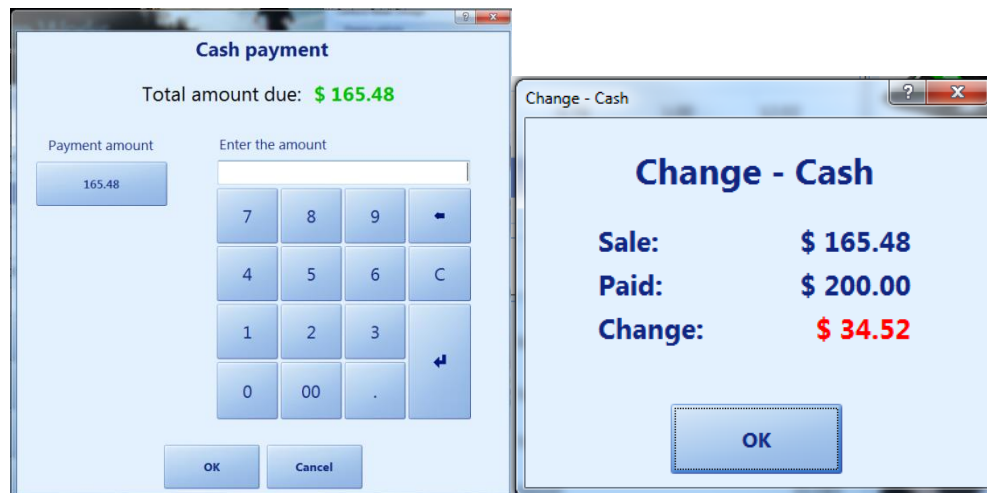 Cash payment
Total amount due: $ 165.48
Payment amount
Enter the amount
165.48
7 8 9
4 5 6 C
1 2 3
0 00 .
OK Cancel
? X
Change - Cash
Change - Cash
Sale: $ 165.48
Paid: $ 200.00
Change: $ 34.52
OK